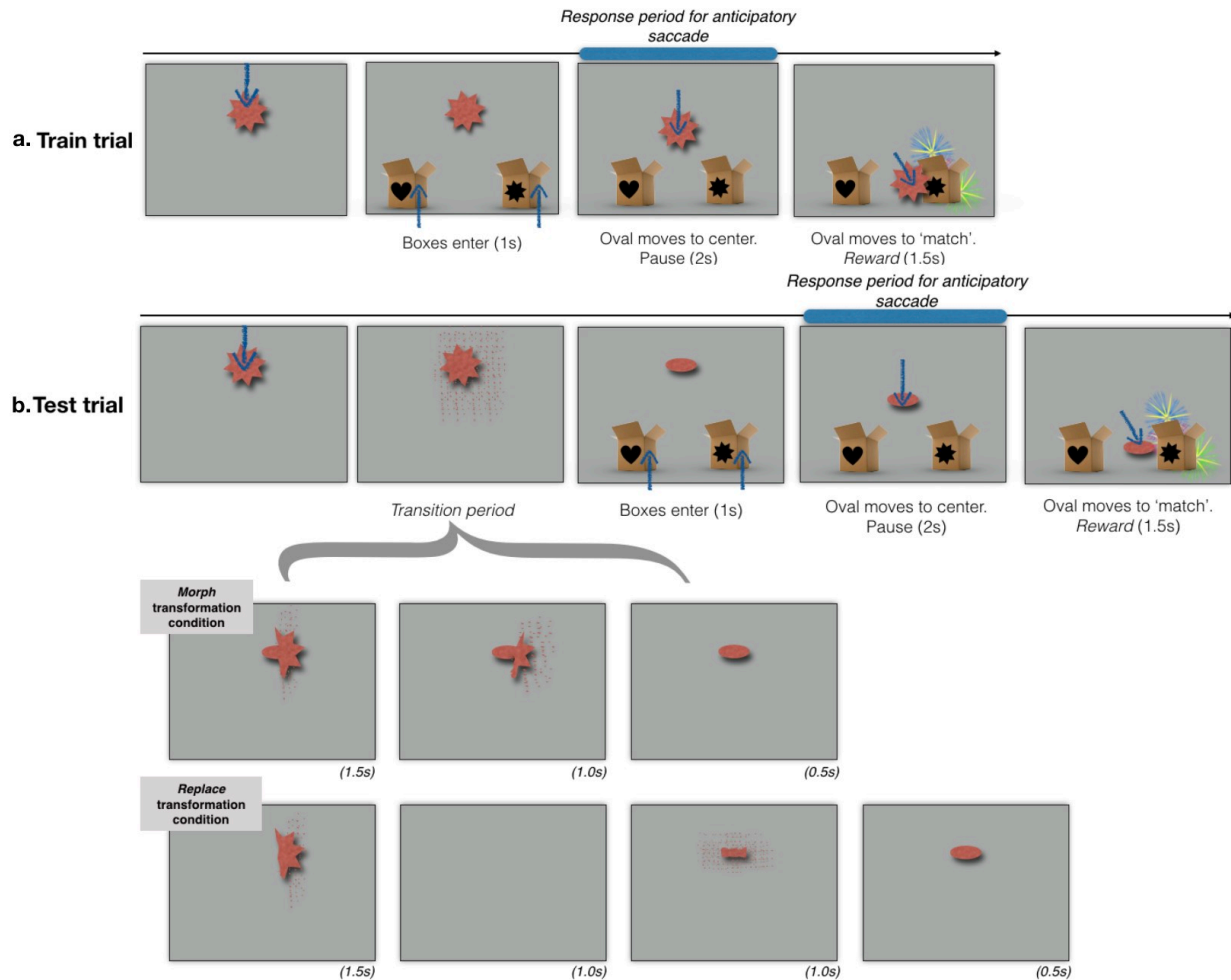 Response period for anticipatory
saccade
a. Train trial
Boxes enter (1s)
Oval moves to center.
Pause (2s)
Oval moves to 'match'.
Reward (1.5s)
Response period for anticipatory
saccade
b.Test trial
Transition period
Boxes enter (1s)
Oval moves to center.
Pause (2s)
Oval moves to 'match'.
Reward (1.5s)
Morph
transformation
condition
(1.5s)
(1.0s)
(0.5s)
Replace
transformation
condition
(1.5s)
(1.0s)
(1.0s)
(0.5s)